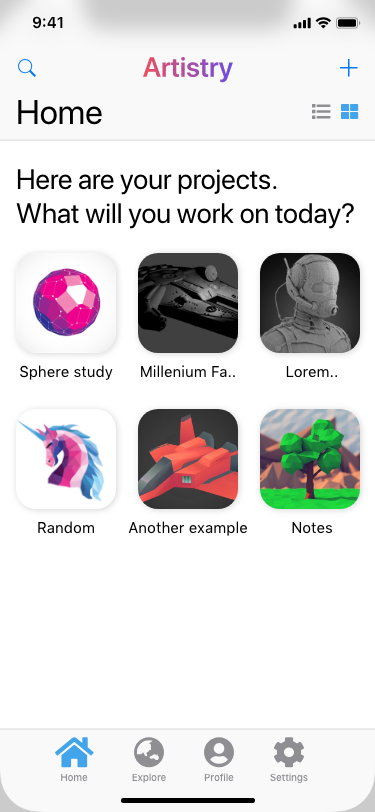 9:41
Artistry
Home
Here are your projects.
What will you work on today?
Sphere study
Millenium Fa..
Lorem..
Random
Another example
Notes
Home
Explore
Profile
Settings